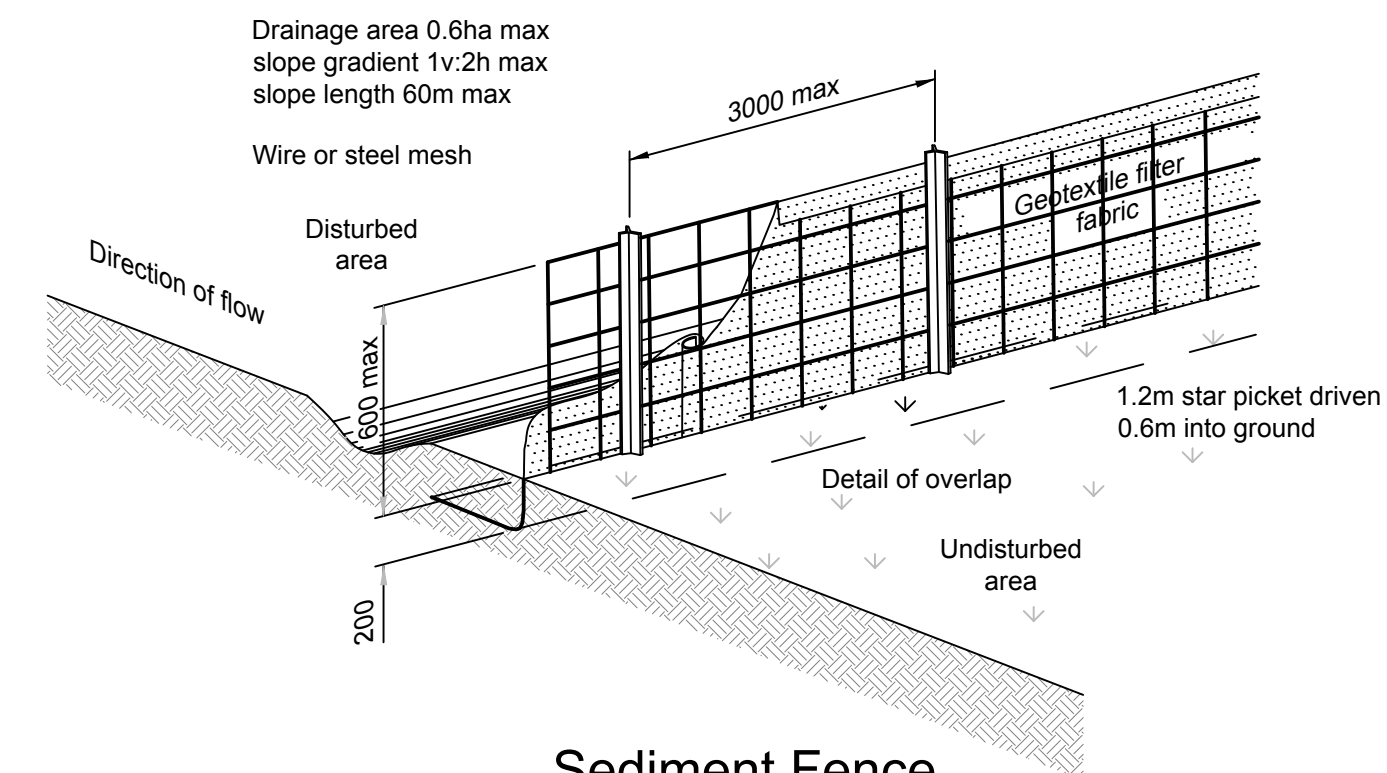 Drainage area 0.6ha max
slope gradient 1v:2h max
slope length 60m max
Wire or steel mesh
3000 max
Disturbed
area
Direction of flow
Geotextile filter
fabric
600 max
1.2m star picket driven
0.6m into ground
Detail of overlap
Undisturbed
area
200
Sediment Fence